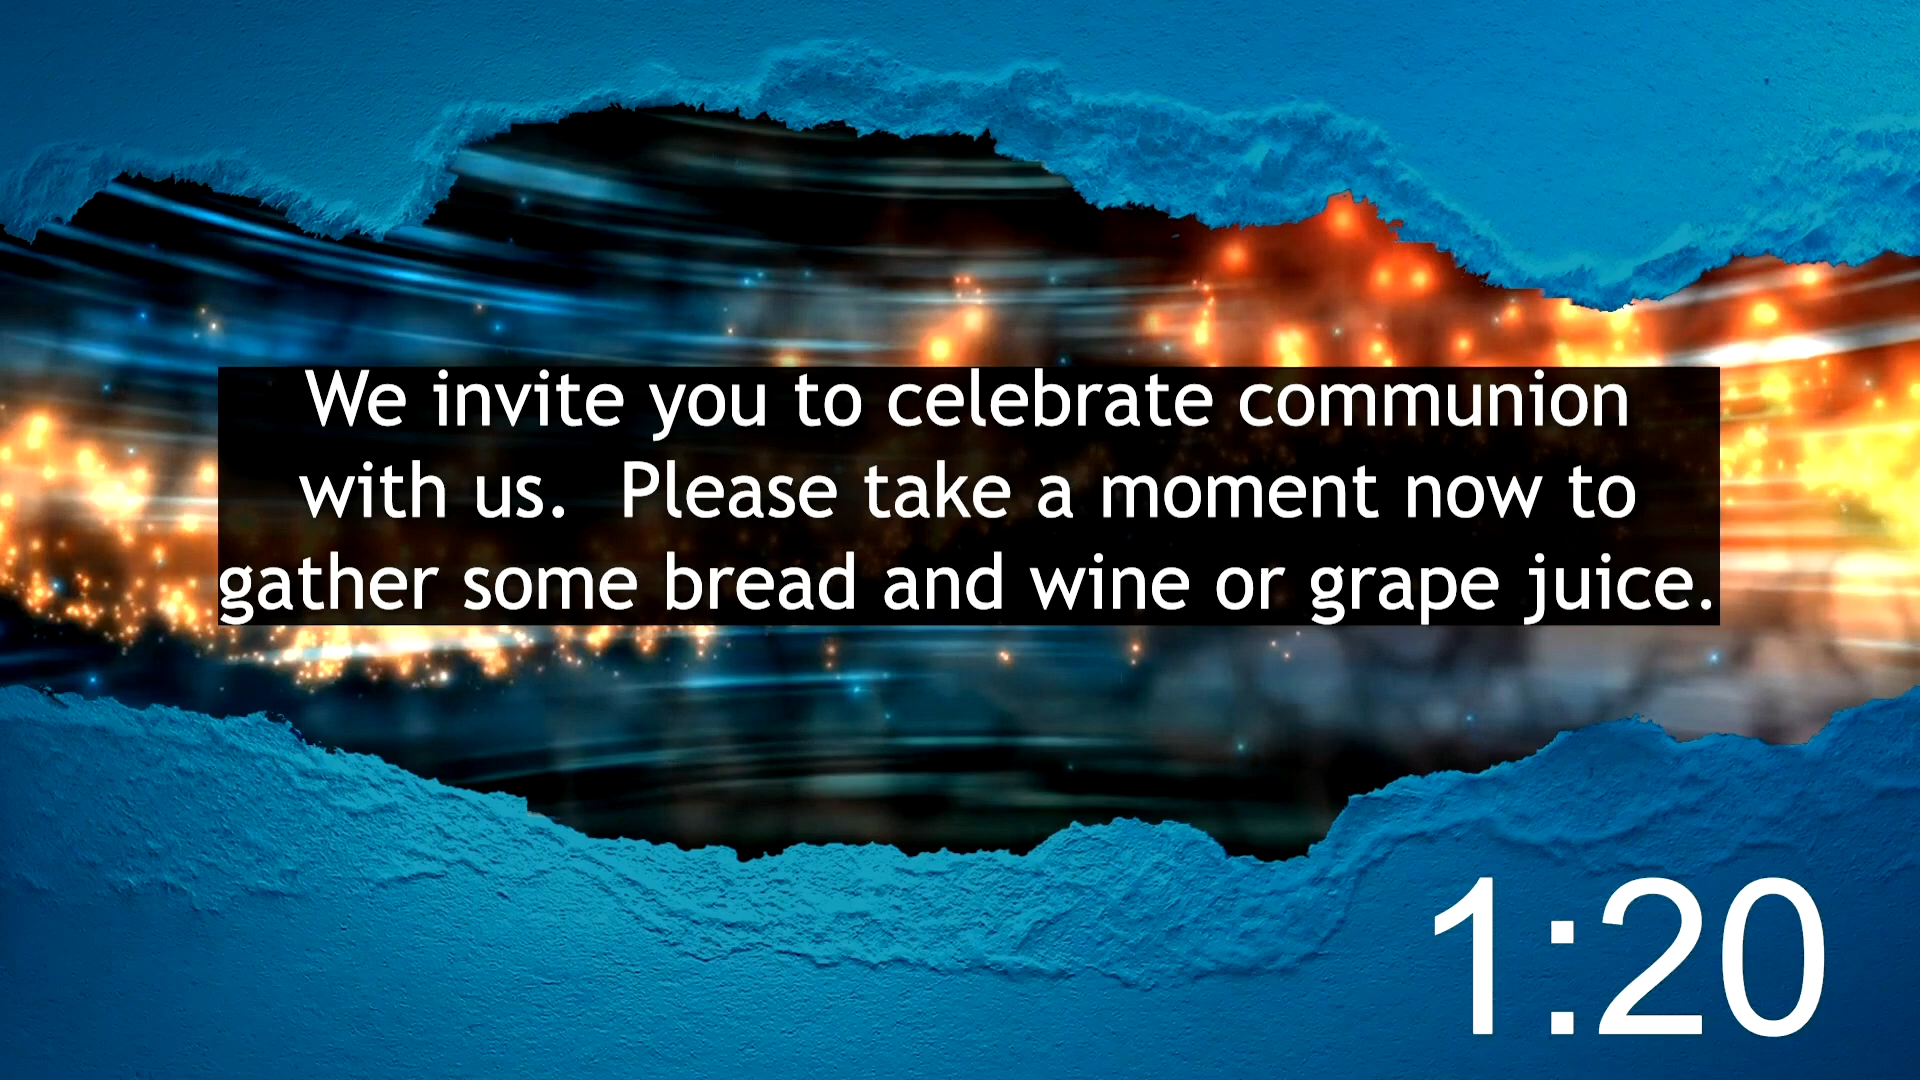 We invite you to celebrate communion
with us.  Please take a moment now to
gather some bread and wine or grape juice.
1:20